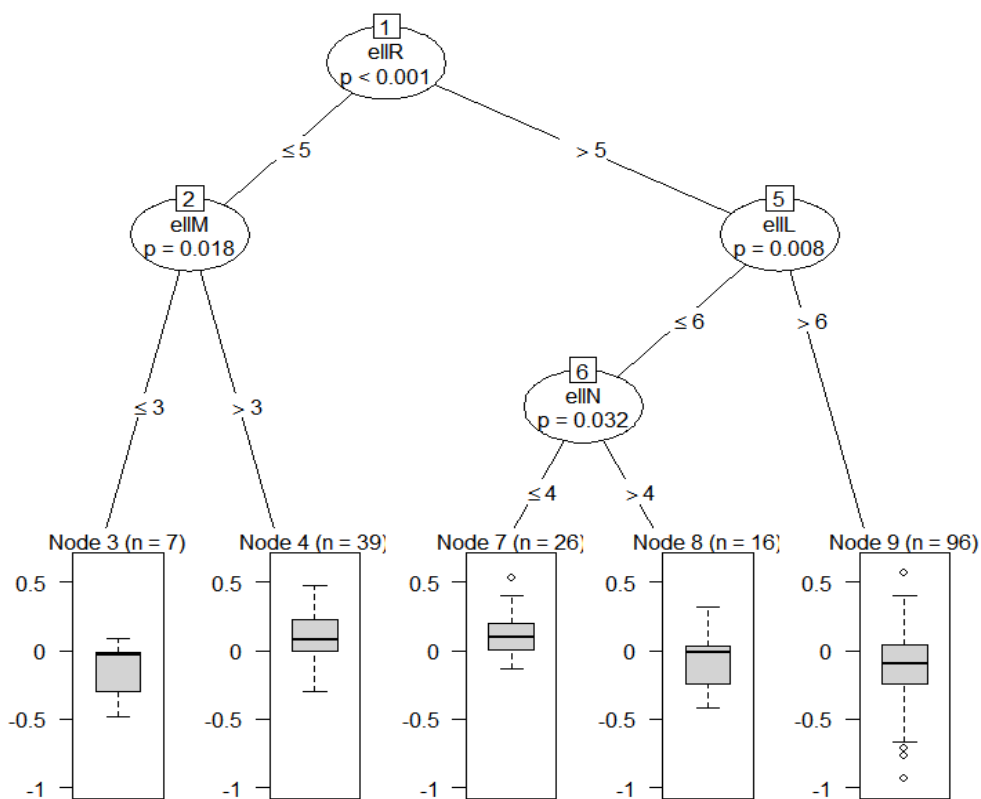 1
ellR
p < 0.001
≤ 5
> 5
2
ellM
p = 0.018
5
ellL
p = 0.008
≤ 6
> 6
6
ellN
p = 0.032
≤ 3
> 3
≤ 4
> 4
Node 3 (n = 7)
Node 4 (n = 39)
Node 7 (n = 26)
Node 8 (n = 16)
Node 9 (n = 96)
0.5 0.5 0.5 0.5 0.5
0 0 0 0 0
-0.5 -0.5 -0.5 -0.5 -0.5
-1 -1 -1 -1 -1